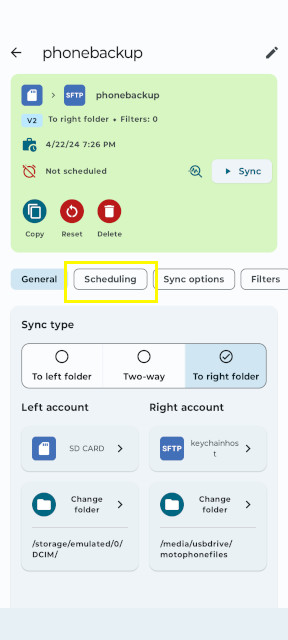 phonebackup
SFTP phonebackup
V2 To right folder • Filters: 0
4/22/24 7:26 PM
Not scheduled
Sync
Copy Reset Delete
General Scheduling Sync options Filters
Sync type
To left folder Two-way To right folder
Left account Right account
SD CARD
SFTP
keychainhos
t
Change
folder
Change
folder
/storage/emulated/0/
DCIM/
/media/usbdrive/
motophonefiles